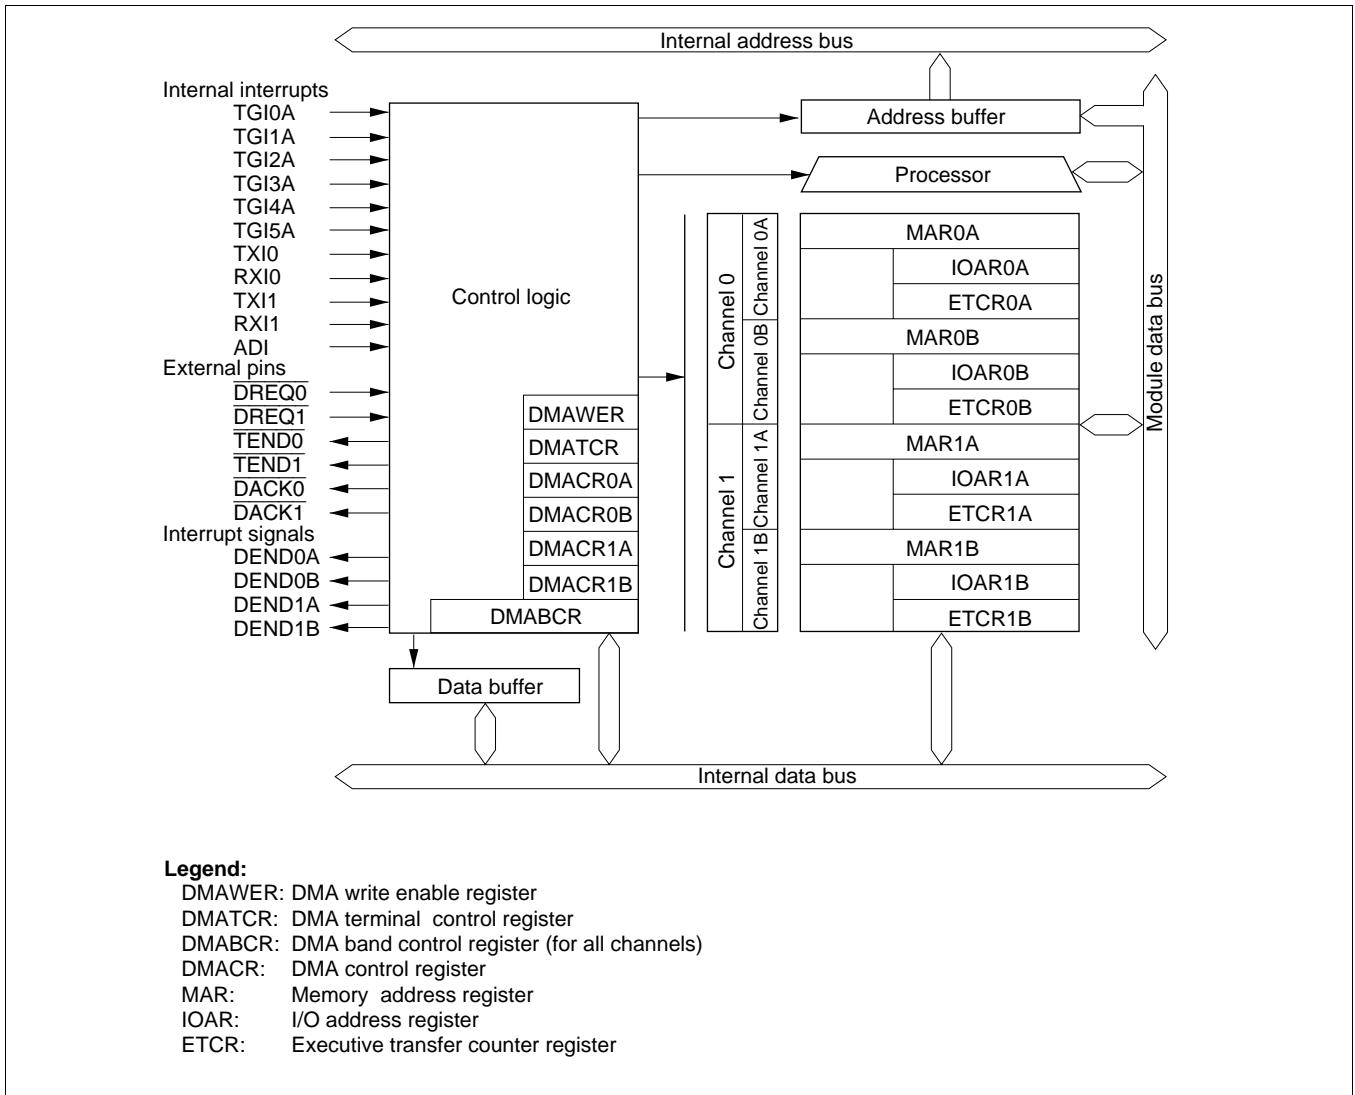 Internal address bus
Internal interrupts
TGI0A
TGI1A
TGI2A
TGI3A
TGI4A
TGI5A
TXI0
RXI0
TXI1
RXI1
ADI
External pins
DREQ0
DREQ1
TEND0
TEND1
DACK0
DACK1
Interrupt signals
DEND0A
DEND0B
DEND1A
DEND1B
Control logic
DMAWER
DMATCR
DMACR0A
DMACR0B
DMACR1A
DMACR1B
DMABCR
Data buffer
Address buffer
Processor
Channel 0
Channel 0A
Channel 0B
Channel 1
Channel 1A
Channel 1B
MAR0A
IOAR0A
ETCR0A
MAR0B
IOAR0B
ETCR0B
MAR1A
IOAR1A
ETCR1A
MAR1B
IOAR1B
ETCR1B
Module data bus
Internal data bus
Legend:
DMAWER: DMA write enable register
DMATCR: DMA terminal control register
DMABCR: DMA band control register (for all channels)
DMACR: DMA control register
MAR: Memory address register
IOAR: I/O address register
ETCR: Executive transfer counter register